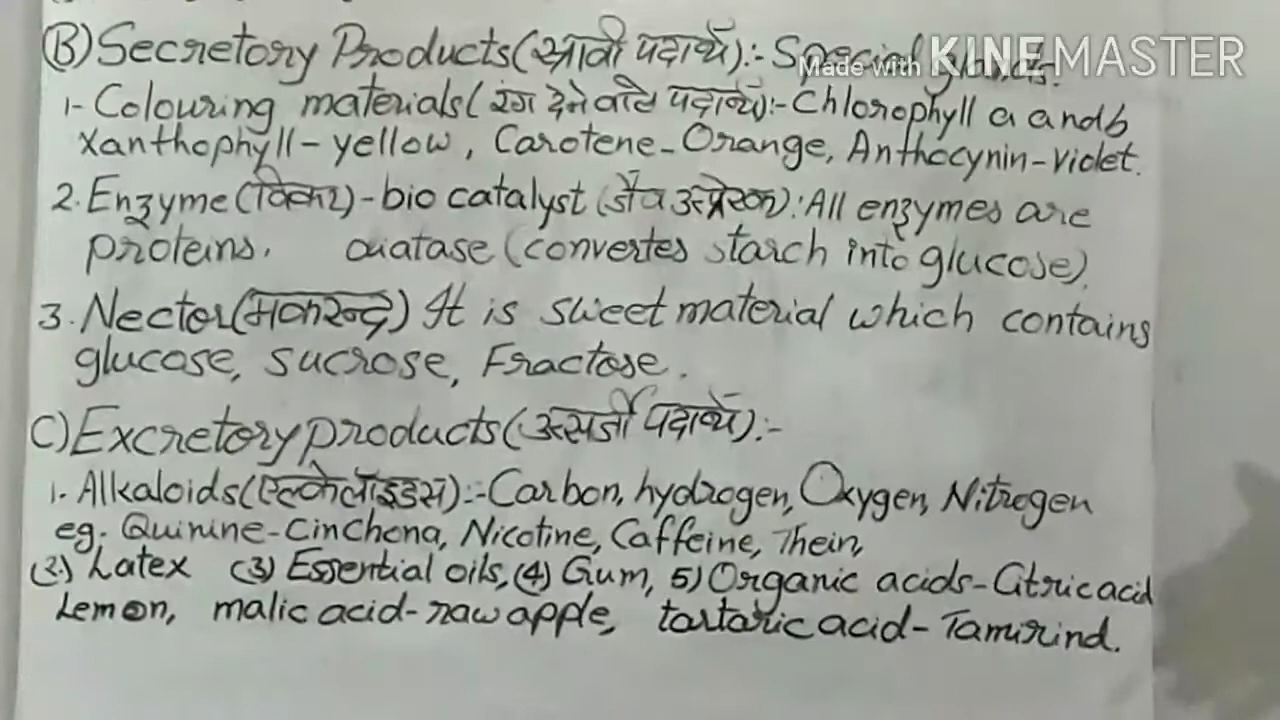 (B) Secretory Products (स्रावी पदार्थ):- Special glands.
Made with KINEMASTER
1- Colouring materials (रंग देने वाले पदार्थ):- Chlorophyll a and b
Xanthophyll - yellow, Carotene - Orange, Anthocynin - Violet.
2. Enzyme (विकर) - bio catalyst (जैव उत्प्रेरक): All enzymes are
proteins. (convertes starch into glucose).
3. Nector (मकरन्द) It is sweet material which contains
glucose, sucrose, Fractose.
C) Excretory products (उत्सर्जी पदार्थ):-
1. Alkaloids (एल्केलॉइडस):- Carbon, hydrogen, Oxygen, Nitrogen
eg. Quinine - Cinchona, Nicotine, Caffeine, Thein,
(2.) Latex (3) Essential oils, (4) Gum, 5) Organic acids - Citric acid
Lemon, malic acid - raw apple, tartaric acid - Tamirind.